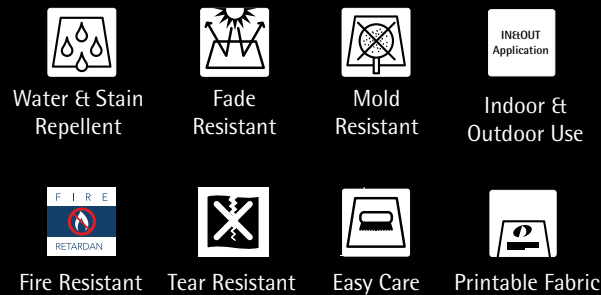 IN&OUT
Application
Water & Stain
Repellent
Fade
Resistant
Mold
Resistant
Indoor &
Outdoor Use
FIRE
RETARDAN
Fire Resistant
Tear Resistant
Easy Care
Printable Fabric